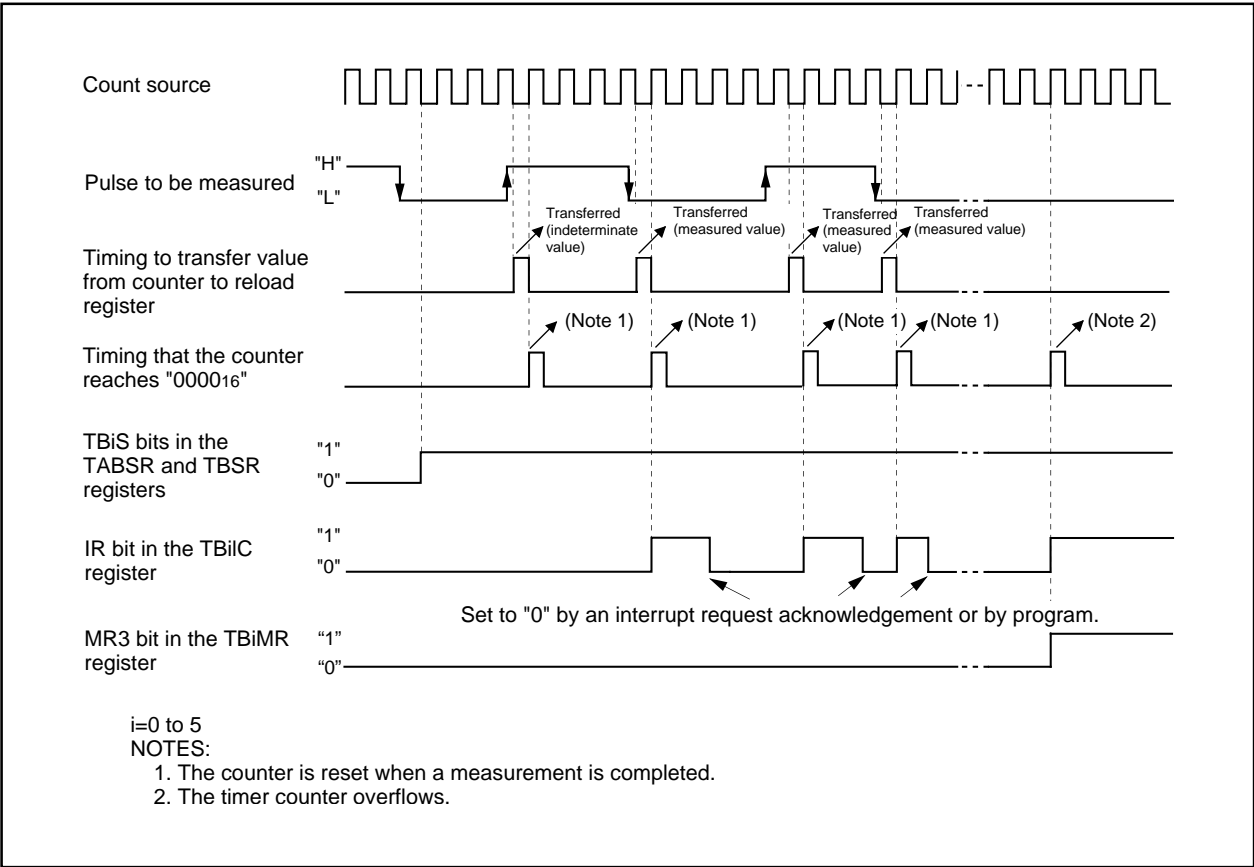 Count source
Pulse to be measured
"H"
"L"
Transferred
(indeterminate
value)
Transferred
(measured value)
Transferred
(measured
value)
Transferred
(measured value)
Timing to transfer value
from counter to reload
register
(Note 1)
(Note 1)
(Note 1)
(Note 1)
(Note 2)
Timing that the counter
reaches "000016"
TBiS bits in the
TABSR and TBSR
registers
"1"
"0"
IR bit in the TBiIC
register
"1"
"0"
Set to "0" by an interrupt request acknowledgement or by program.
MR3 bit in the TBiMR
register
“1”
“0”
i=0 to 5
NOTES:
1. The counter is reset when a measurement is completed.
2. The timer counter overflows.